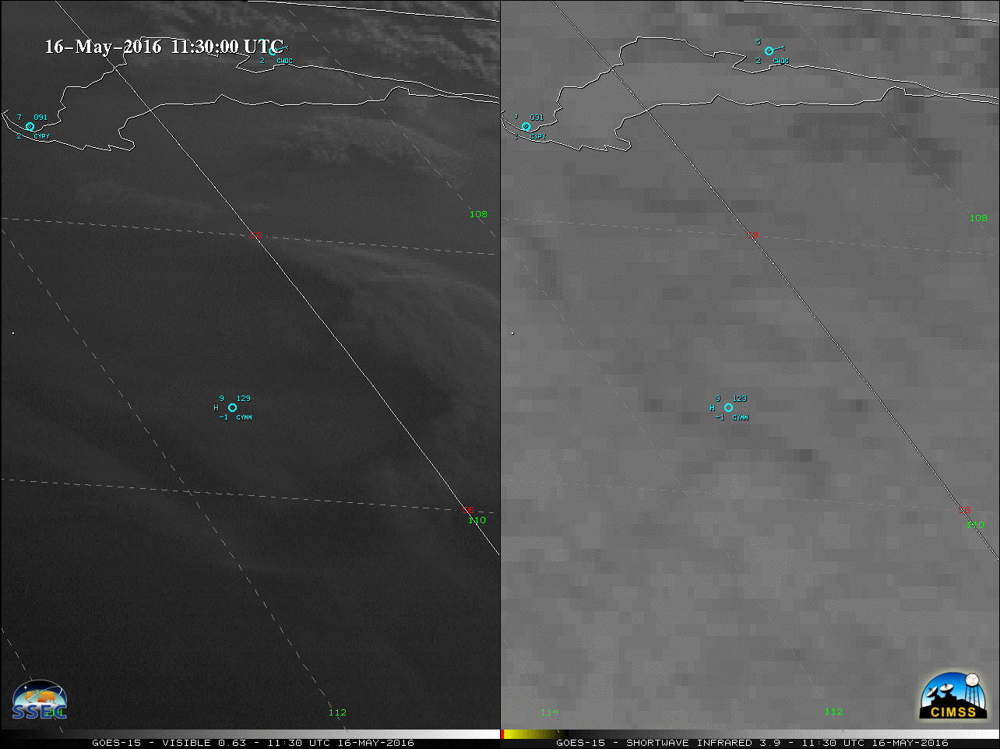 16-May-2016 11:30:00 UTC
2 CWDC
5
2 CWDC
7 091
2 CYPY
7 091
CYPY
108
108
9 129
H
-1 CYNN
9 129
H
-1 CYNN
110
110
SSEC
114
112
114
112
CIMSS
GOES-15 - VISIBLE 0.63 - 11:30 UTC 16-MAY-2016
GOES-15 - SHORTWAVE INFRARED 3.9 - 11:30 UTC 16-MAY-2016